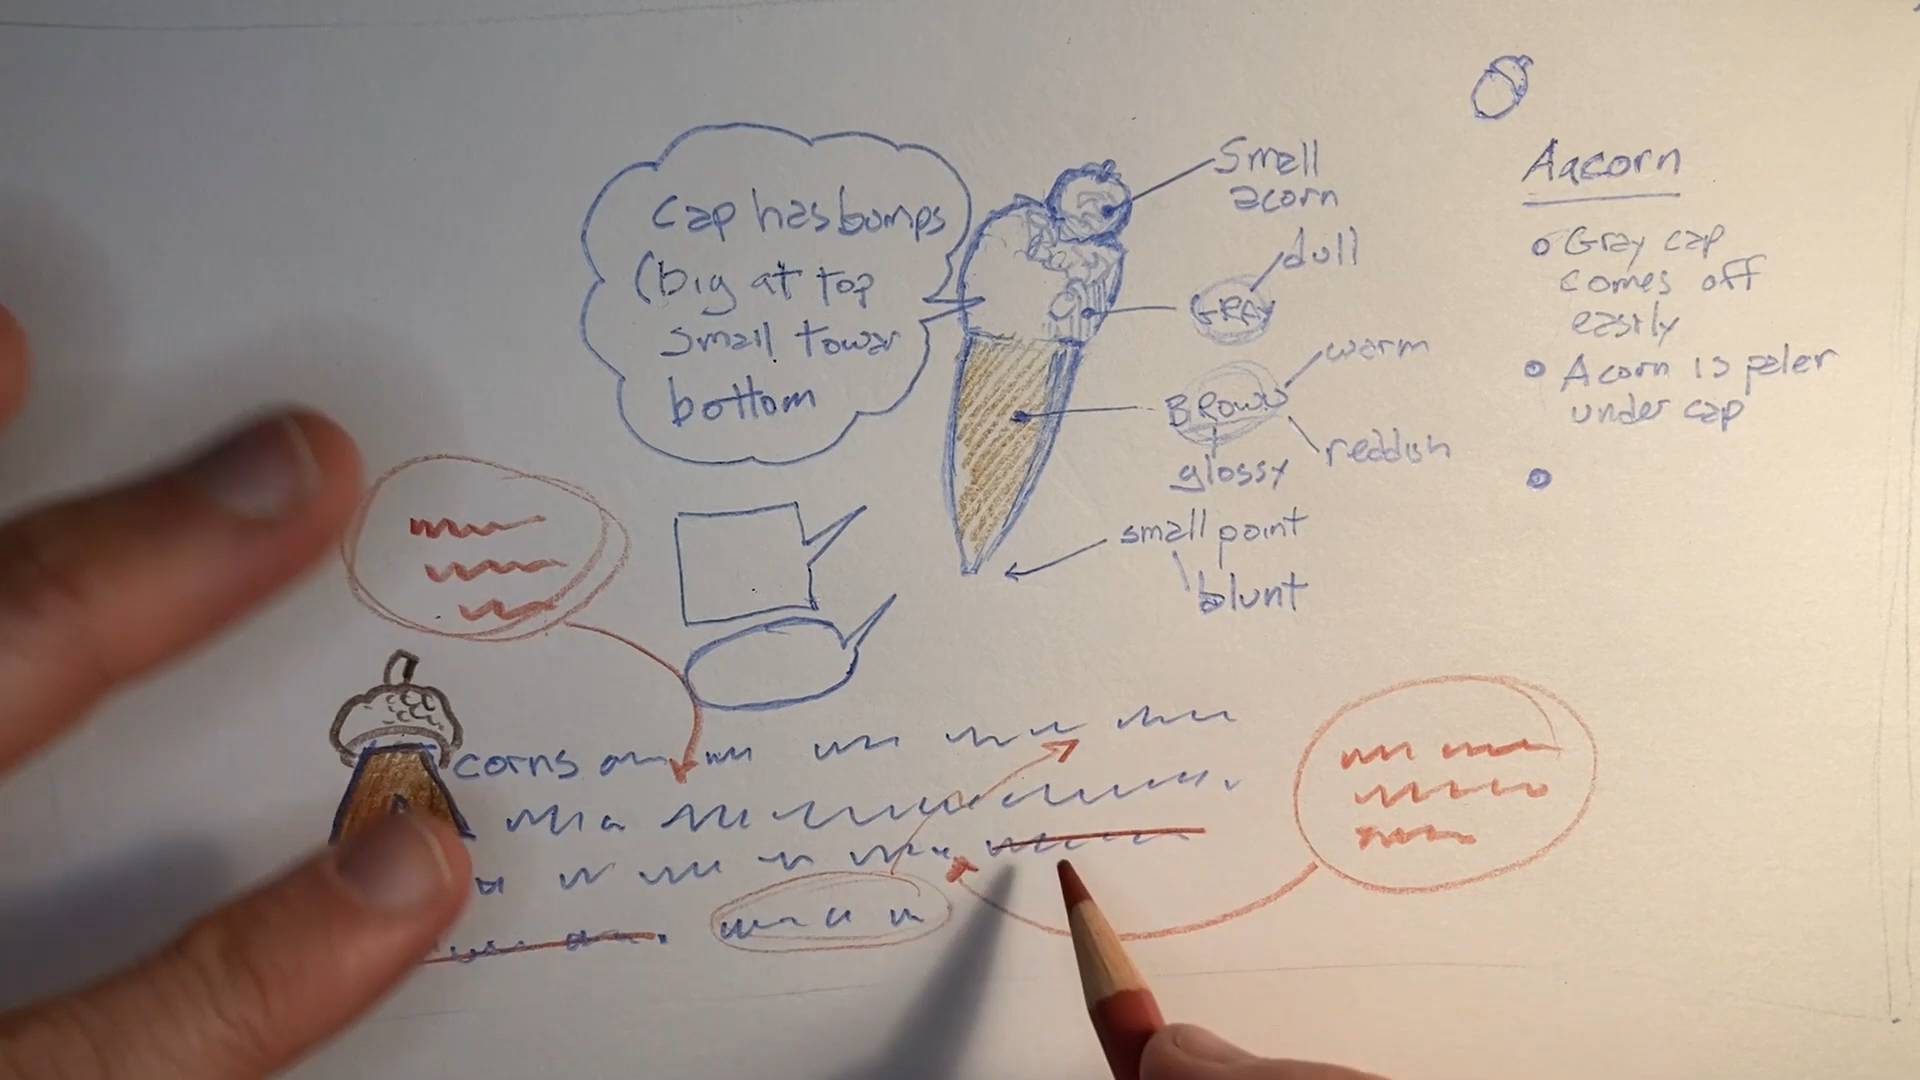 Cap has bumps
(big at top
small towar
bottom
Small
acorn
dull
GRAY
warm
BROWN
reddish
glossy
small point
blunt
Aacorn
Gray cap
comes off
easily
Acorn is paler
under cap
corns